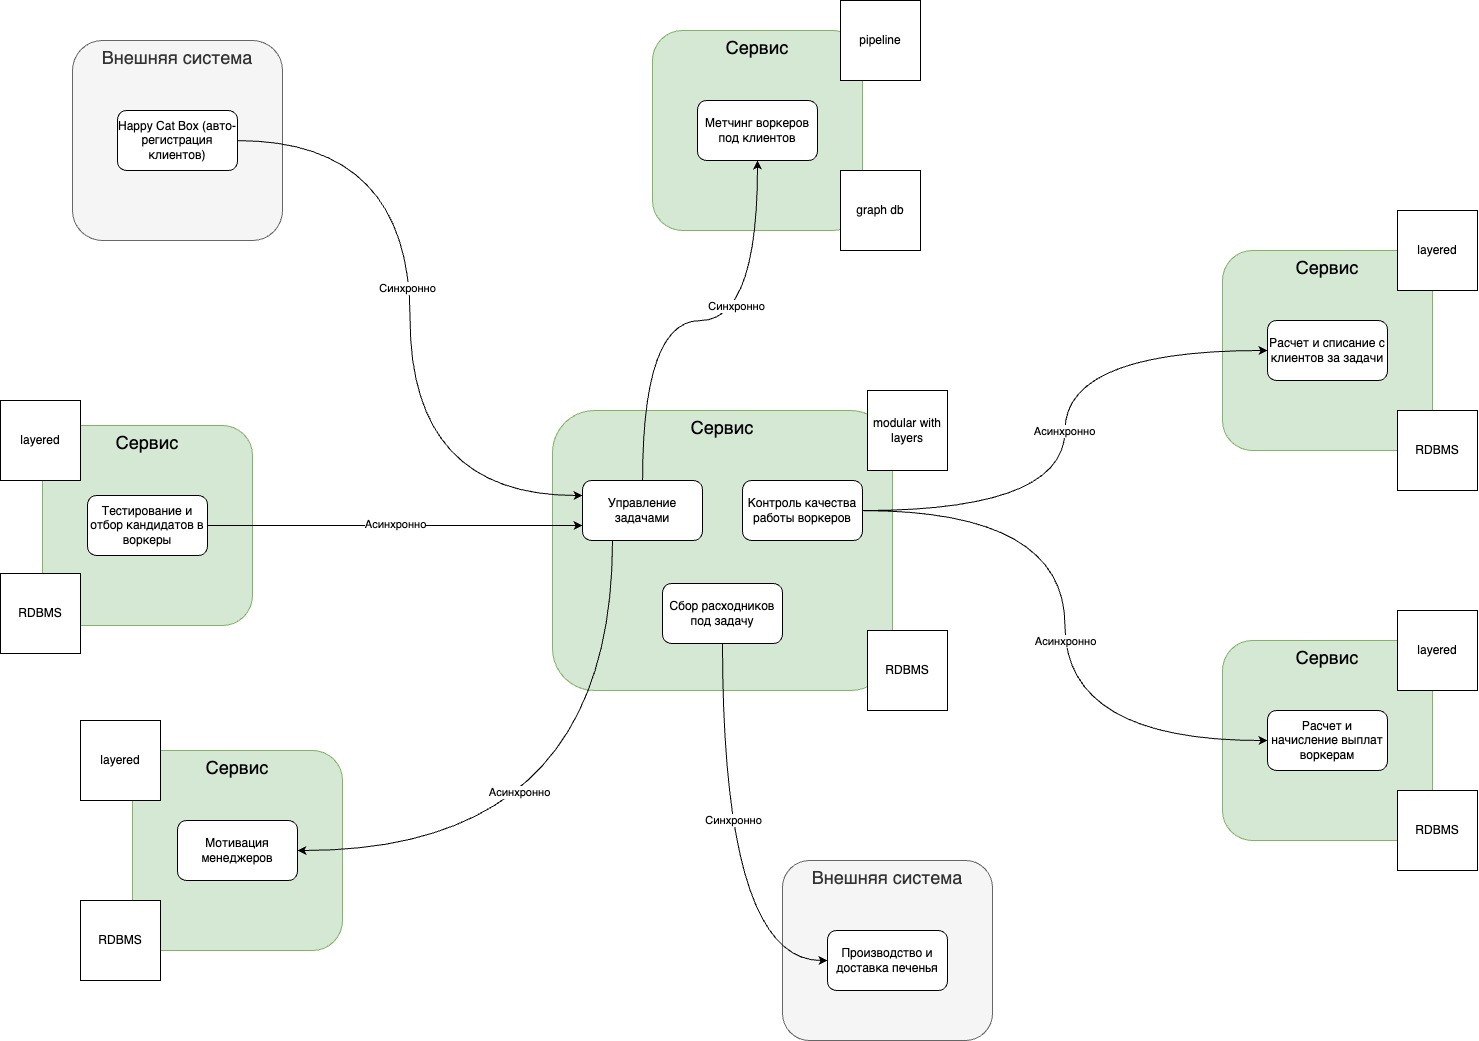 Внешняя система
Happy Cat Box (авто-
регистрация
клиентов)
Сервис
pipeline
Метчинг воркеров
под клиентов
graph db
Синхронно
Синхронно
Сервис
layered
Расчет и списание с
клиентов за задачи
RDBMS
Асинхронно
layered
Сервис
Тестирование и
отбор кандидатов в
воркеры
RDBMS
Асинхронно
Сервис
modular with
layers
Управление
задачами
Контроль качества
работы воркеров
Сбор расходников
под задачу
RDBMS
Асинхронно
layered
Сервис
Расчет и
начисление выплат
воркерам
RDBMS
layered
Сервис
Мотивация
менеджеров
RDBMS
Асинхронно
Синхронно
Внешняя система
Производство и
доставка печенья